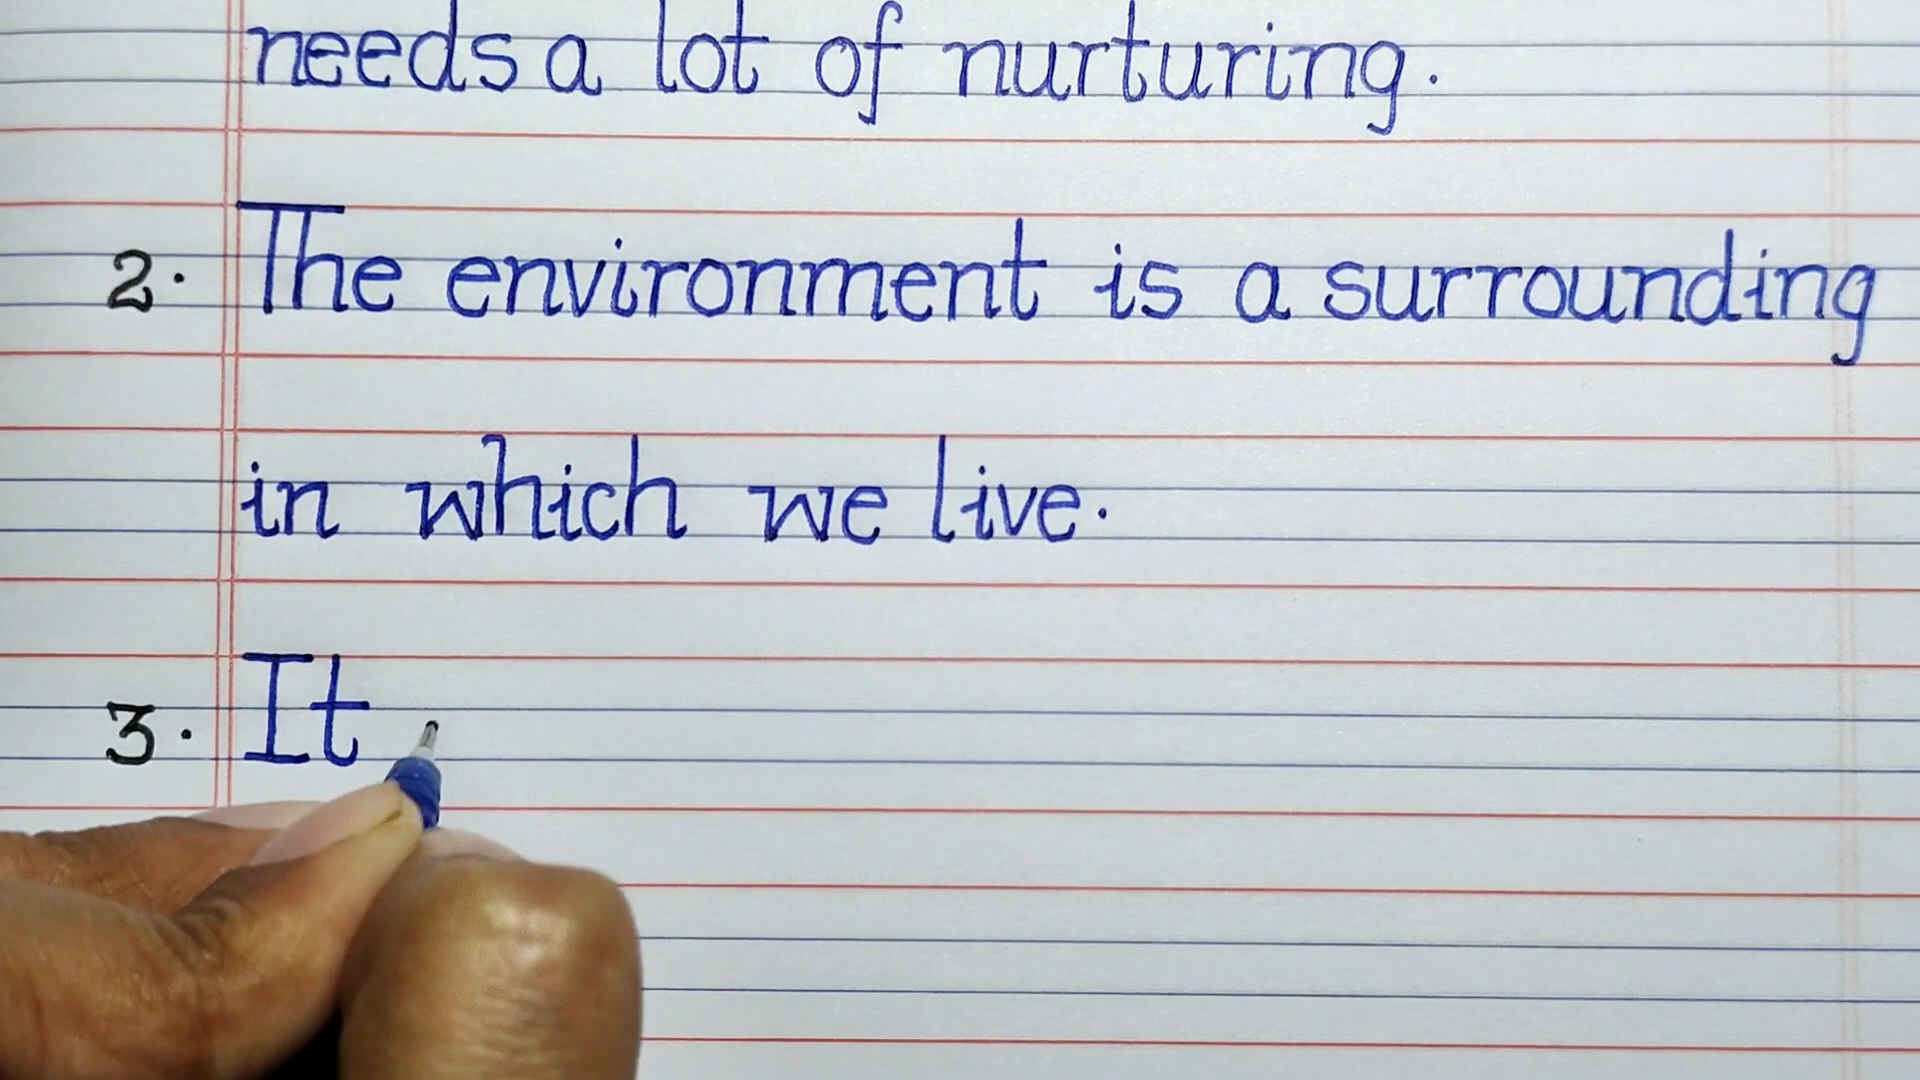 needs a lot of nurturing.
2. The environment is a surrounding
in which we live.
3. It